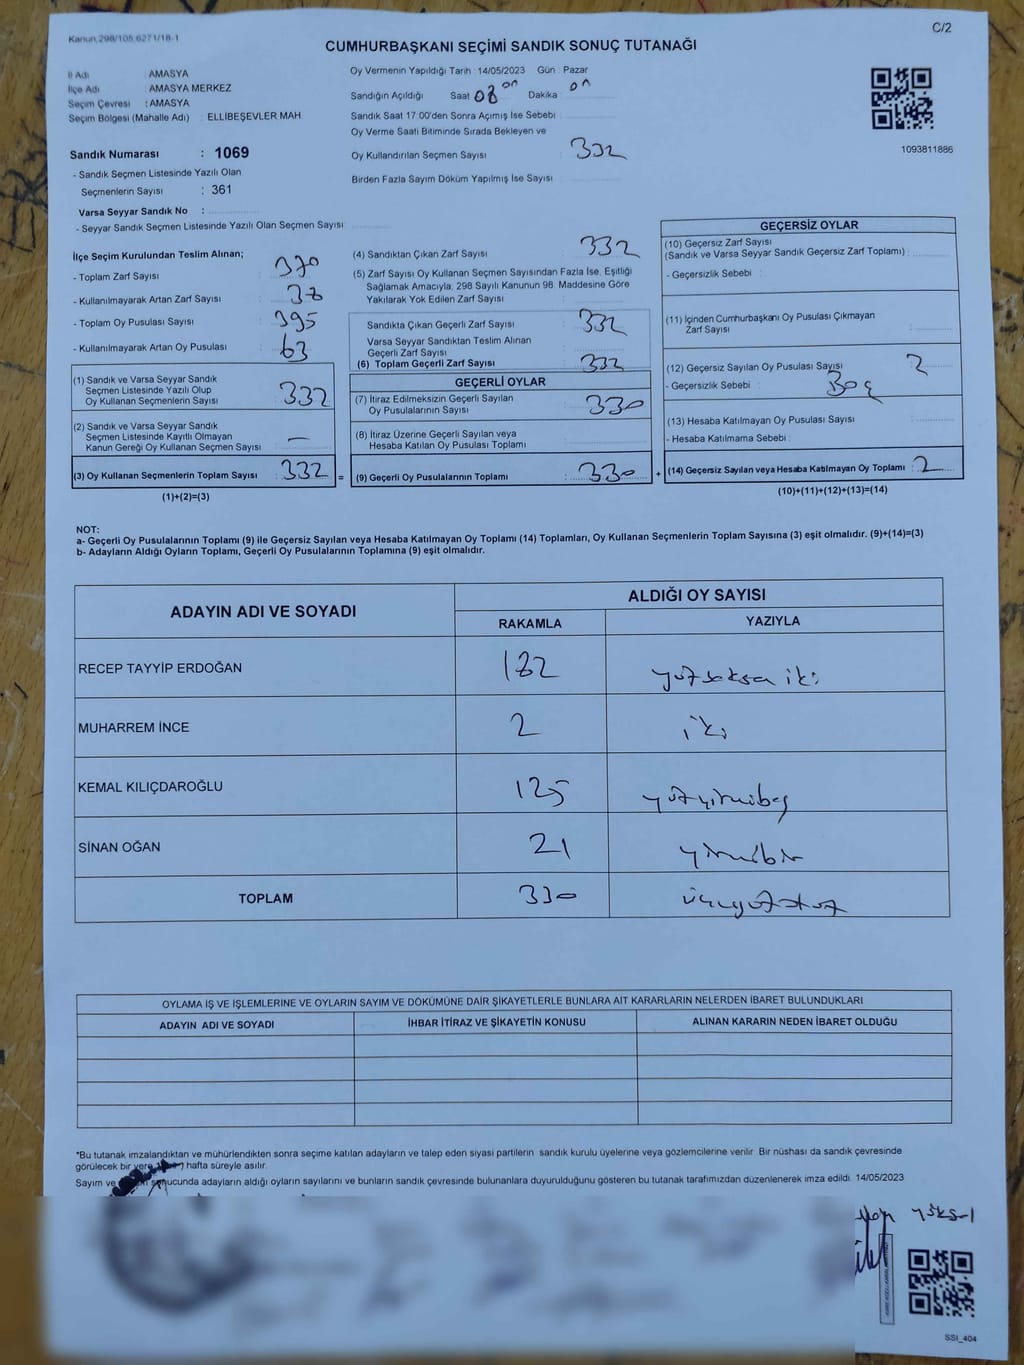 Kanun 298/105 6271/18-1
C/2
CUMHURBAŞKANI SEÇİMİ SANDIK SONUÇ TUTANAĞI
İl Adı : AMASYA
İlçe Adı : AMASYA MERKEZ
Seçim Çevresi : AMASYA
Seçim Bölgesi (Mahalle Adı) : ELLİBEŞEVLER MAH
Sandık Numarası : 1069
- Sandık Seçmen Listesinde Yazılı Olan
Seçmenlerin Sayısı : 361
Varsa Seyyar Sandık No :
- Seyyar Sandık Seçmen Listesinde Yazılı Olan Seçmen Sayısı
Oy Vermenin Yapıldığı Tarih : 14/05/2023 Gün : Pazar
Sandığın Açıldığı Saat 08 Dakika
Sandık Saat 17:00'den Sonra Açımış İse Sebebi
Oy Verme Saati Bitiminde Sırada Bekleyen ve
Oy Kullandırılan Seçmen Sayısı : 332
Birden Fazla Sayım Döküm Yapılmış İse Sayısı
1093811886
İlçe Seçim Kurulundan Teslim Alınan;
- Toplam Zarf Sayısı : 370
- Kullanılmayarak Artan Zarf Sayısı : 38
- Toplam Oy Pusulası Sayısı : 395
- Kullanılmayarak Artan Oy Pusulası : 63
(1) Sandık ve Varsa Seyyar Sandık
Seçmen Listesinde Yazılı Olup
Oy Kullanan Seçmenlerin Sayısı : 332
(2) Sandık ve Varsa Seyyar Sandık
Seçmen Listesinde Kayıtlı Olmayan
Kanun Gereği Oy Kullanan Seçmen Sayısı : —
(3) Oy Kullanan Seçmenlerin Toplam Sayısı : 332 =
(1)+(2)=(3)
(4) Sandıktan Çıkan Zarf Sayısı : 332
(5) Zarf Sayısı Oy Kullanan Seçmen Sayısından Fazla İse, Eşitliği
Sağlamak Amacıyla, 298 Sayılı Kanunun 98. Maddesine Göre
Yakılarak Yok Edilen Zarf Sayısı :
Sandıkta Çıkan Geçerli Zarf Sayısı : 332
Varsa Seyyar Sandıktan Teslim Alınan
Geçerli Zarf Sayısı
(6) Toplam Geçerli Zarf Sayısı : 332
GEÇERLİ OYLAR
(7) İtiraz Edilmeksizin Geçerli Sayılan
Oy Pusulalarının Sayısı : 330
(8) İtiraz Üzerine Geçerli Sayılan veya
Hesaba Katılan Oy Pusulası Toplamı
(9) Geçerli Oy Pusulalarının Toplamı : 330 +
GEÇERSİZ OYLAR
(10) Geçersiz Zarf Sayısı
(Sandık ve Varsa Seyyar Sandık Geçersiz Zarf Toplamı) :
- Geçersizlik Sebebi :
(11) İçinden Cumhurbaşkanı Oy Pusulası Çıkmayan
Zarf Sayısı :
(12) Geçersiz Sayılan Oy Pusulası Sayısı 2
- Geçersizlik Sebebi : Boş
(13) Hesaba Katılmayan Oy Pusulası Sayısı
- Hesaba Katılmama Sebebi :
(14) Geçersiz Sayılan veya Hesaba Katılmayan Oy Toplamı : 2
(10)+(11)+(12)+(13)=(14)
NOT:
a- Geçerli Oy Pusulalarının Toplamı (9) ile Geçersiz Sayılan veya Hesaba Katılmayan Oy Toplamı (14) Toplamları, Oy Kullanan Seçmenlerin Toplam Sayısına (3) eşit olmalıdır. (9)+(14)=(3)
b- Adayların Aldığı Oyların Toplamı, Geçerli Oy Pusulalarının Toplamına (9) eşit olmalıdır.
ADAYIN ADI VE SOYADI
ALDIĞI OY SAYISI
RAKAMLA YAZIYLA
RECEP TAYYİP ERDOĞAN 182 yüzseksen iki
MUHARREM İNCE 2 iki
KEMAL KILIÇDAROĞLU 125 yüzyirmibeş
SİNAN OĞAN 21 yirmibir
TOPLAM 330 üçyüzotuz
OYLAMA İŞ VE İŞLEMLERİNE VE OYLARIN SAYIM VE DÖKÜMÜNE DAİR ŞİKAYETLERLE BUNLARA AİT KARARLARIN NELERDEN İBARET BULUNDUKLARI
ADAYIN ADI VE SOYADI İHBAR İTİRAZ VE ŞİKAYETİN KONUSU ALINAN KARARIN NEDEN İBARET OLDUĞU
*Bu tutanak imzalandıktan ve mühürlendikten sonra seçime katılan adayların ve talep eden siyasi partilerin sandık kurulu üyelerine veya gözlemcilerine verilir. Bir nüshası da sandık çevresinde
görülecek bir yere hafta süreyle asılır.
Sayım ve sonucunda adayların aldığı oyların sayılarını ve bunların sandık çevresinde bulunanlara duyurulduğunu gösteren bu tutanak tarafımızdan düzenlenerek imza edildi. 14/05/2023
SSI_404